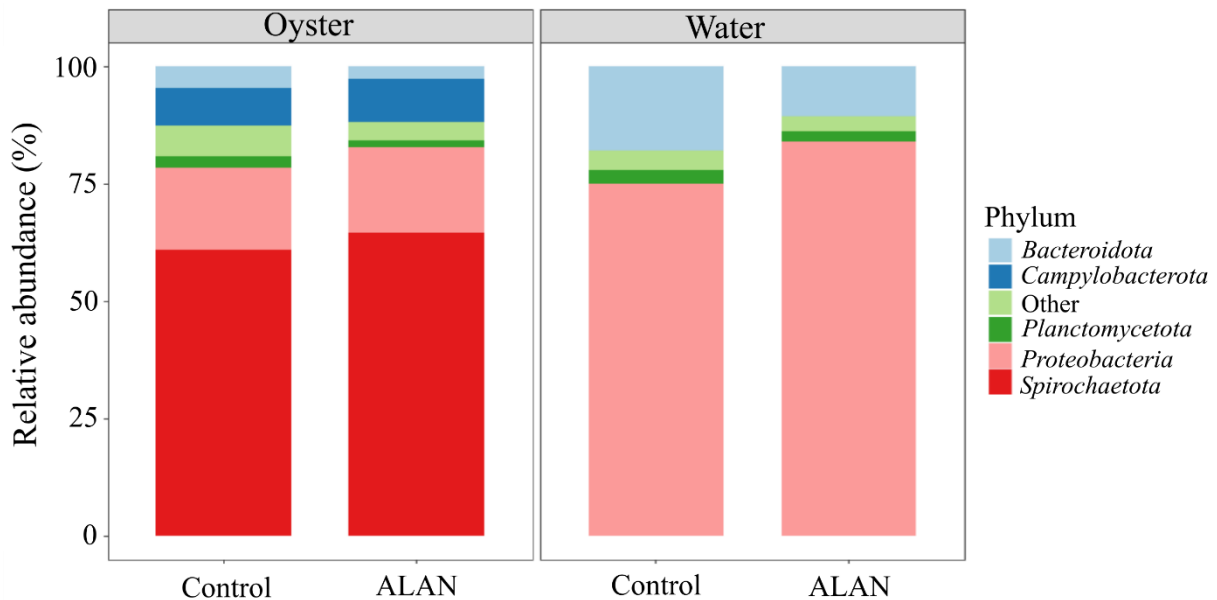 Oyster
Water
Relative abundance (%)
100
75
50
25
0
Control
ALAN
Control
ALAN
Phylum
Bacteroidota
Campylobacterota
Other
Planctomycetota
Proteobacteria
Spirochaetota